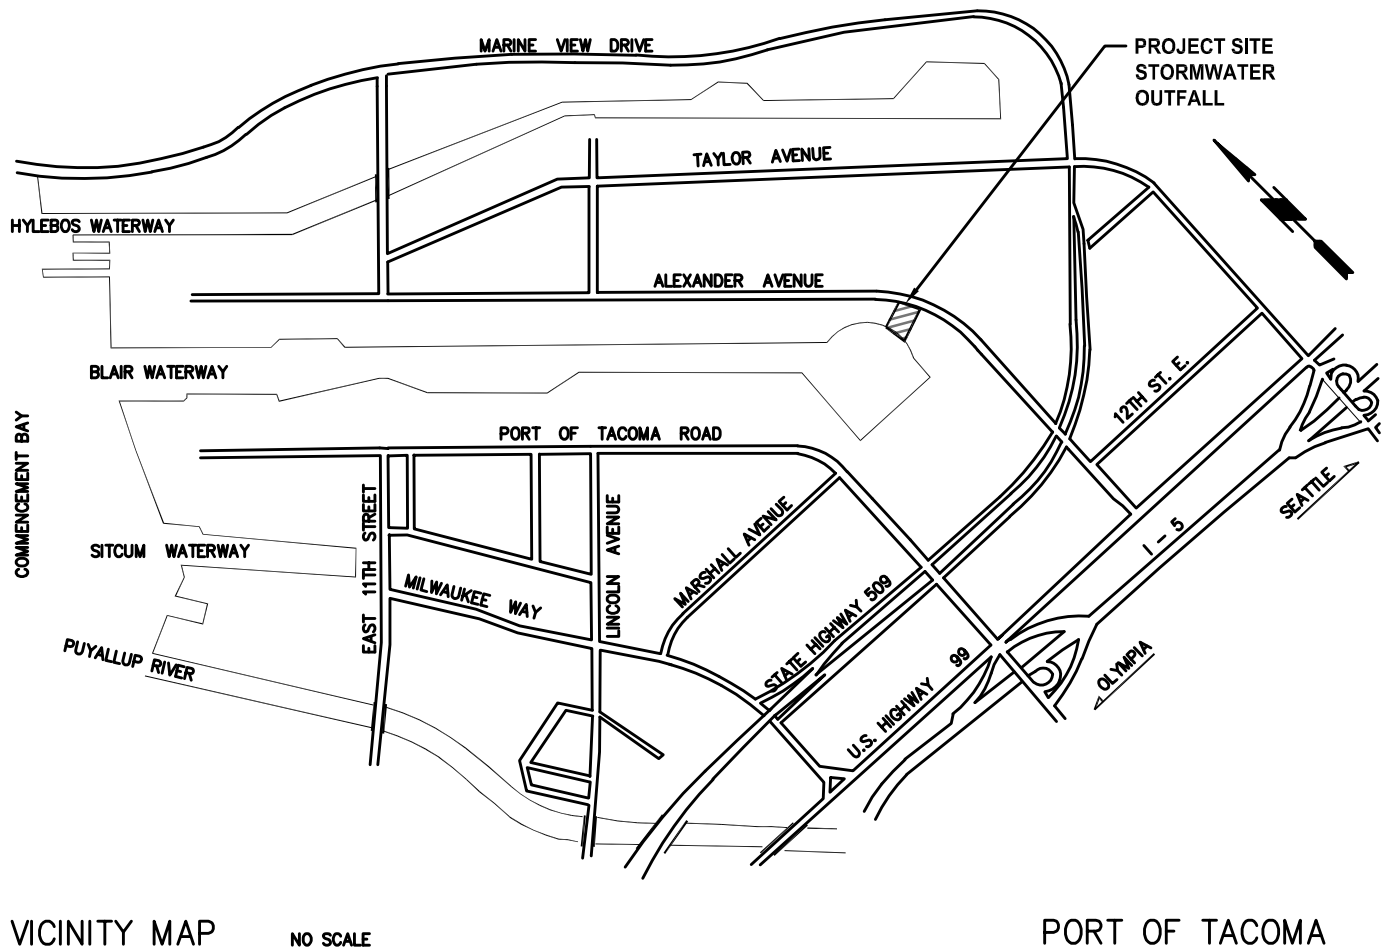 MARINE VIEW DRIVE
PROJECT SITE
STORMWATER
OUTFALL
TAYLOR AVENUE
HYLEBOS WATERWAY
ALEXANDER AVENUE
BLAIR WATERWAY
12TH ST. E.
COMMENCEMENT BAY
PORT OF TACOMA ROAD
SEATTLE
EAST 11TH STREET
LINCOLN AVENUE
MARSHALL AVENUE
I - 5
SITCUM WATERWAY
MILWAUKEE WAY
STATE HIGHWAY 509
PUYALLUP RIVER
U.S. HIGHWAY 99
OLYMPIA
VICINITY MAP
NO SCALE
PORT OF TACOMA